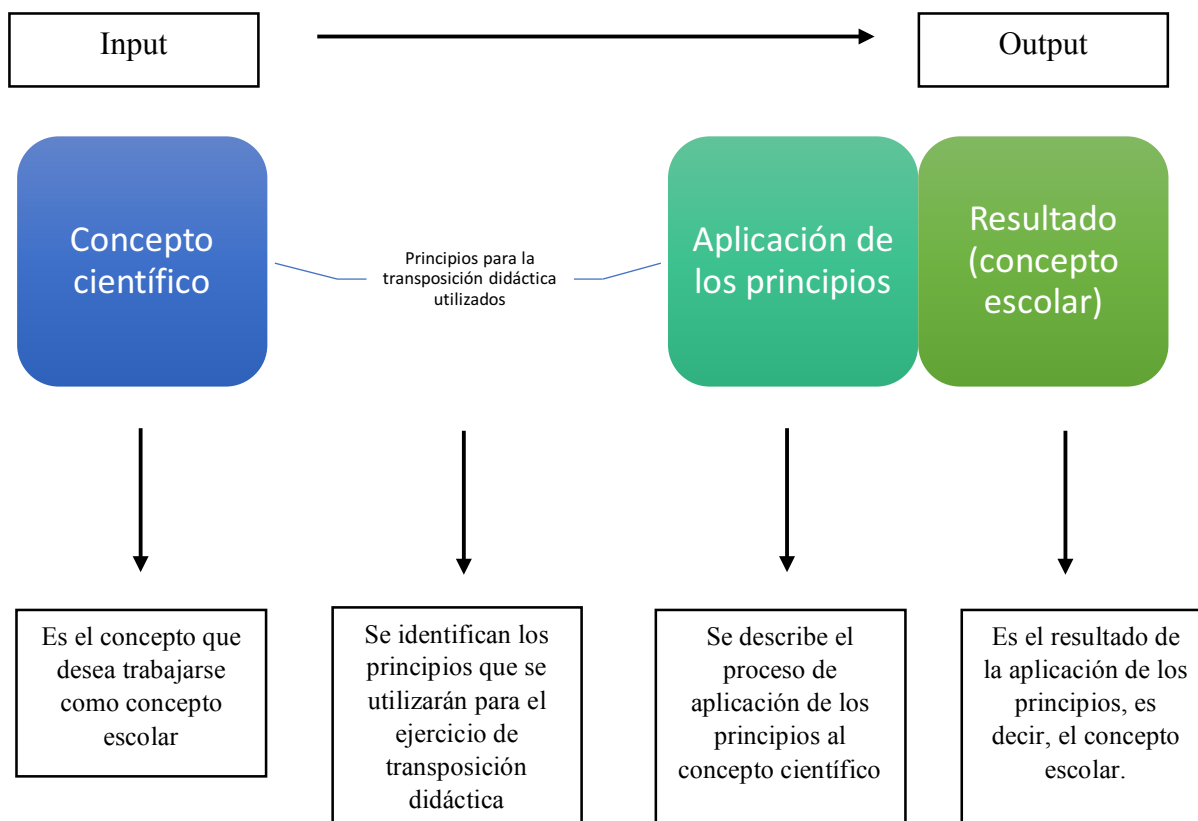 Input
Output
Concepto
científico
Principios para la
transposición didáctica
utilizados
Aplicación de
los principios
Resultado
(concepto
escolar)
Es el concepto que
desea trabajarse
como concepto
escolar
Se identifican los
principios que se
utilizarán para el
ejercicio de
transposición
didáctica
Se describe el
proceso de
aplicación de los
principios al
concepto científico
Es el resultado de
la aplicación de los
principios, es
decir, el concepto
escolar.